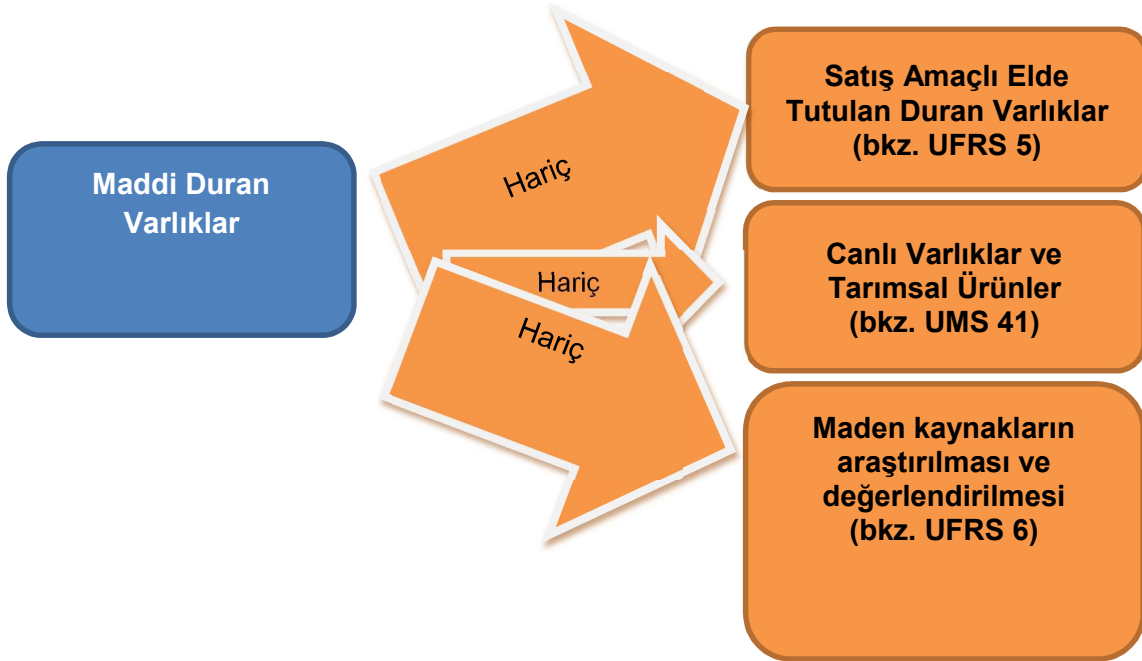 Maddi Duran
Varlıklar
Hariç
Hariç
Hariç
Satış Amaçlı Elde
Tutulan Duran Varlıklar
(bkz. UFRS 5)
Canlı Varlıklar ve
Tarımsal Ürünler
(bkz. UMS 41)
Maden kaynakların
araştırılması ve
değerlendirilmesi
(bkz. UFRS 6)